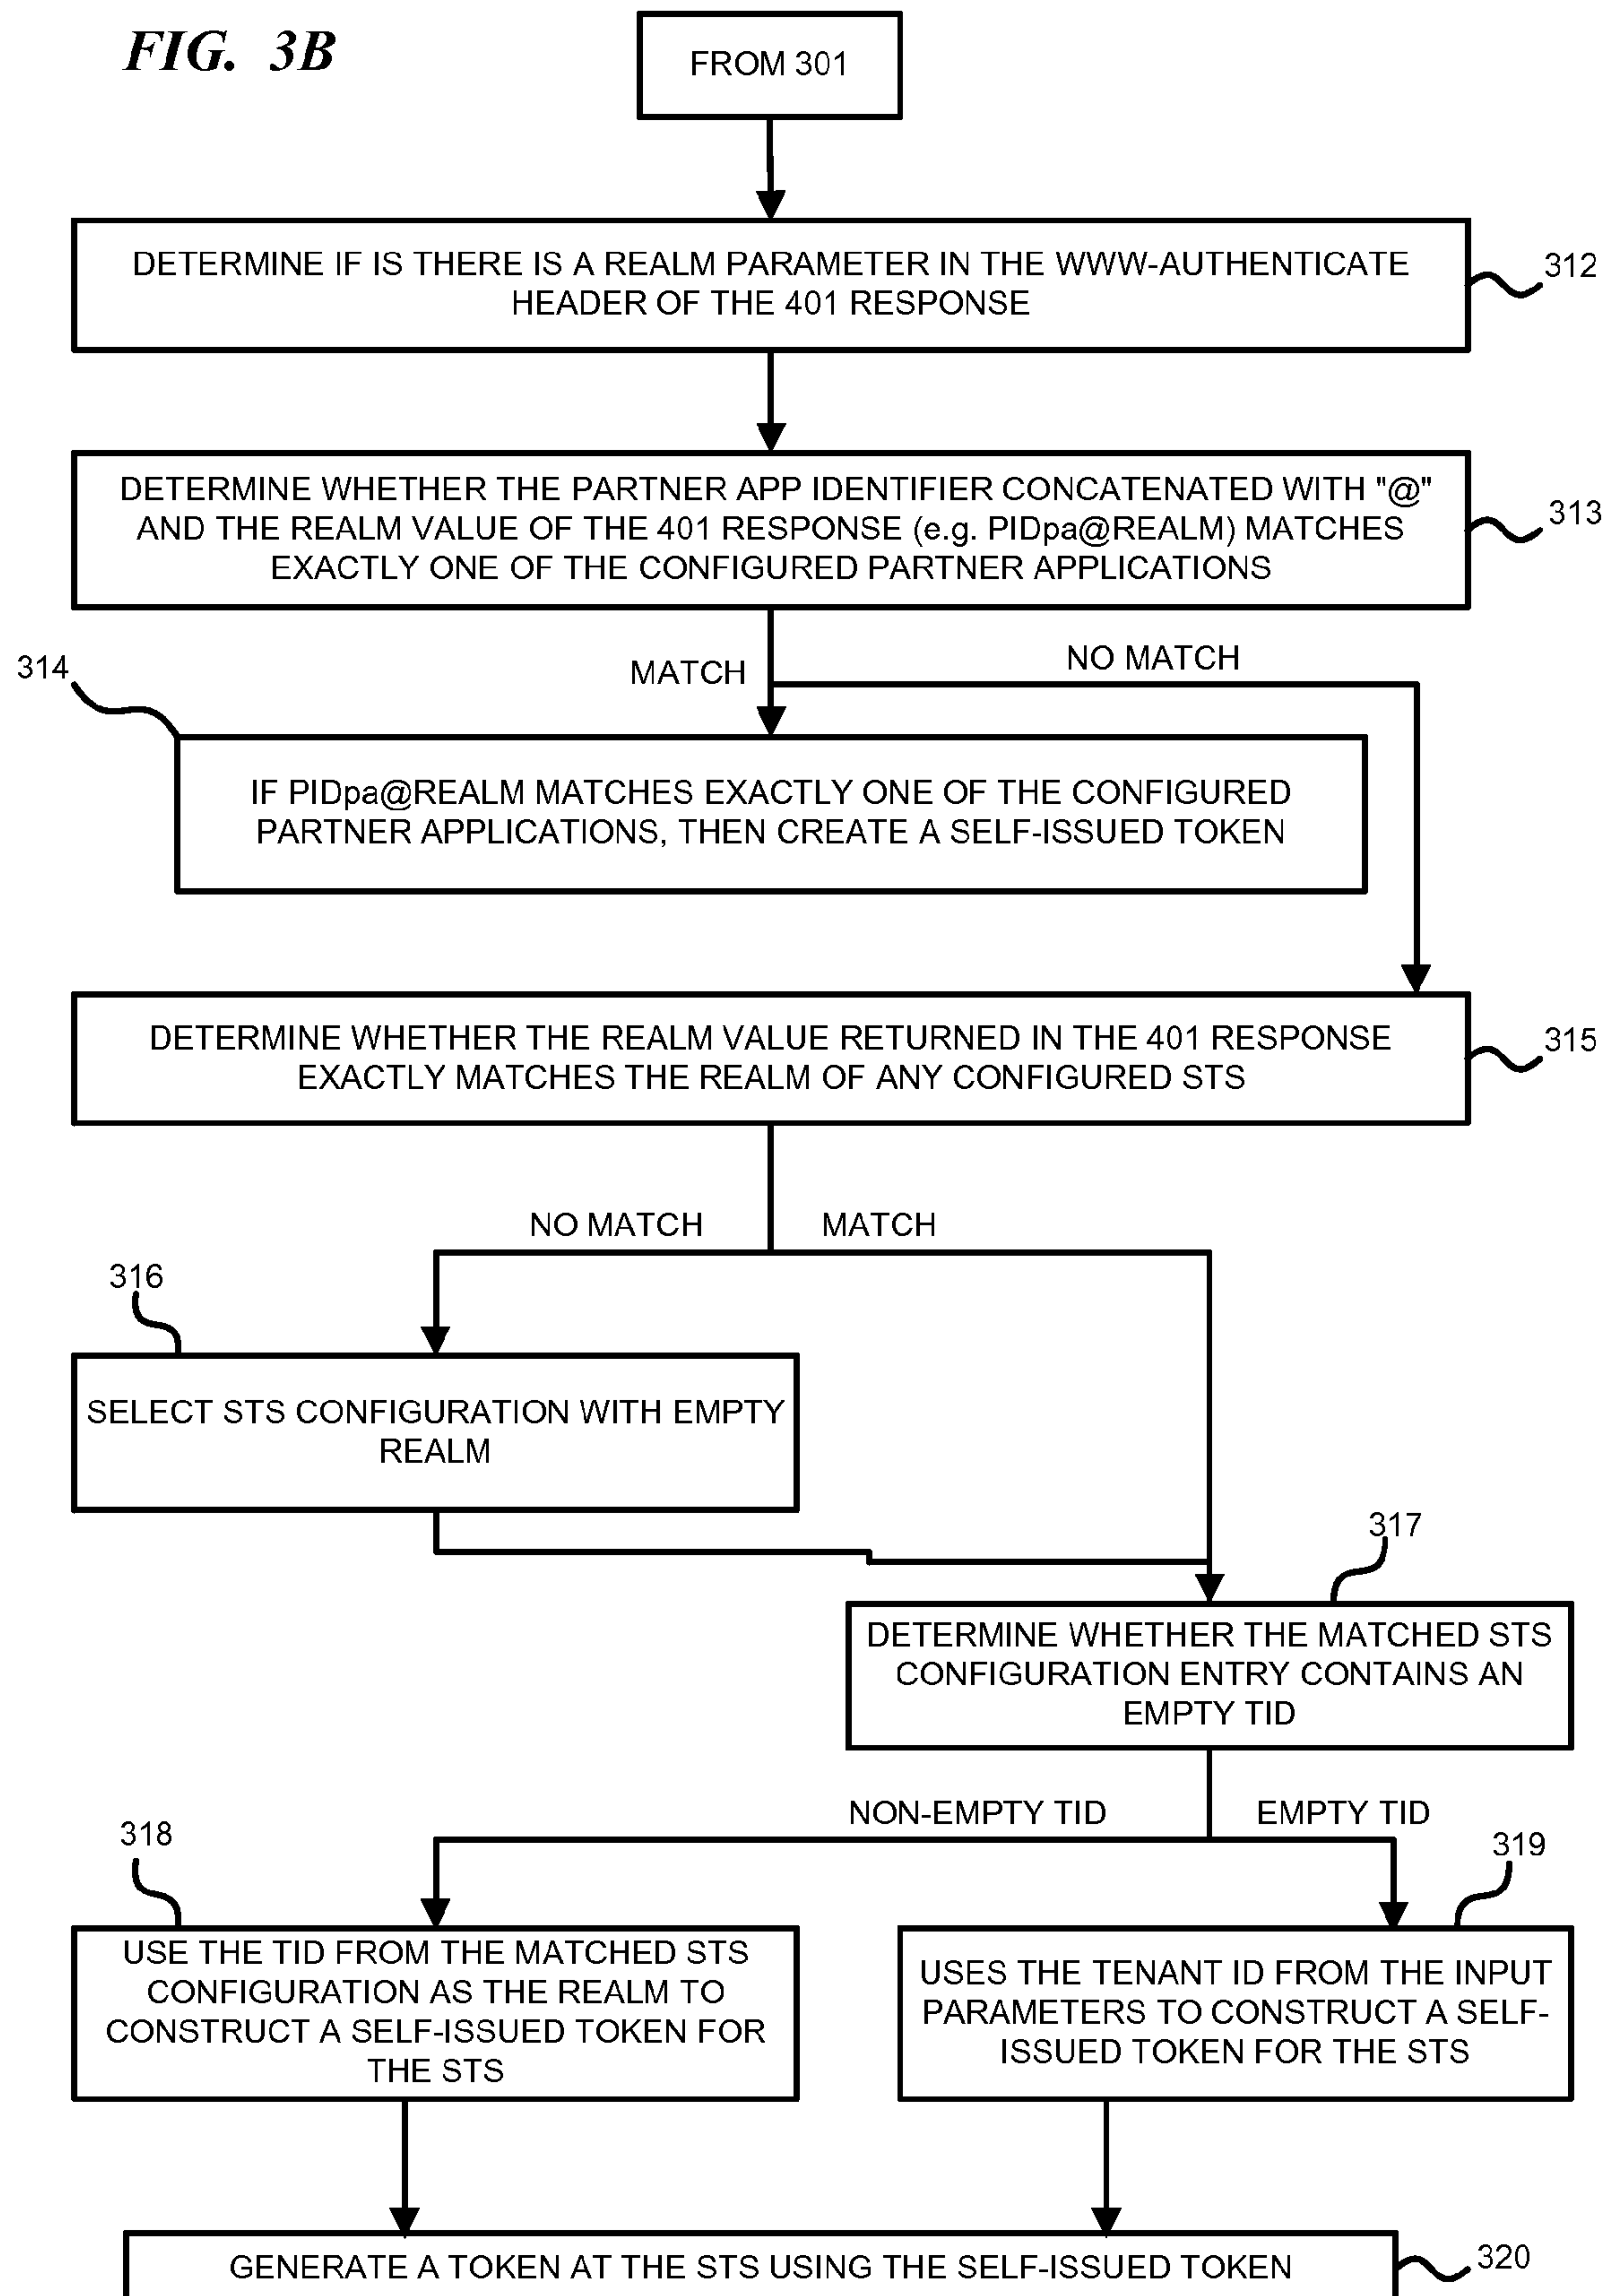 FIG. 3B
FROM 301
DETERMINE IF IS THERE IS A REALM PARAMETER IN THE WWW-AUTHENTICATE
HEADER OF THE 401 RESPONSE
312
DETERMINE WHETHER THE PARTNER APP IDENTIFIER CONCATENATED WITH "@"
AND THE REALM VALUE OF THE 401 RESPONSE (e.g. PIDpa@REALM) MATCHES
EXACTLY ONE OF THE CONFIGURED PARTNER APPLICATIONS
313
MATCH
NO MATCH
314
IF PIDpa@REALM MATCHES EXACTLY ONE OF THE CONFIGURED
PARTNER APPLICATIONS, THEN CREATE A SELF-ISSUED TOKEN
DETERMINE WHETHER THE REALM VALUE RETURNED IN THE 401 RESPONSE
EXACTLY MATCHES THE REALM OF ANY CONFIGURED STS
315
NO MATCH
MATCH
316
SELECT STS CONFIGURATION WITH EMPTY
REALM
317
DETERMINE WHETHER THE MATCHED STS
CONFIGURATION ENTRY CONTAINS AN
EMPTY TID
NON-EMPTY TID
EMPTY TID
318
USE THE TID FROM THE MATCHED STS
CONFIGURATION AS THE REALM TO
CONSTRUCT A SELF-ISSUED TOKEN FOR
THE STS
319
USES THE TENANT ID FROM THE INPUT
PARAMETERS TO CONSTRUCT A SELF-
ISSUED TOKEN FOR THE STS
GENERATE A TOKEN AT THE STS USING THE SELF-ISSUED TOKEN
320